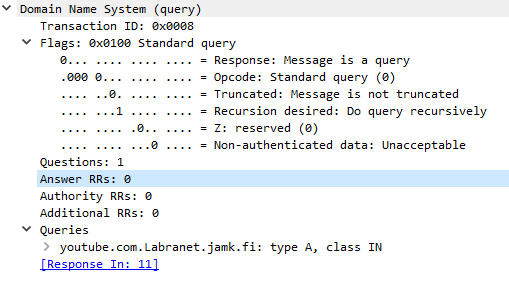 Domain Name System (query)
Transaction ID: 0x0008
Flags: 0x0100 Standard query
0... .... .... .... = Response: Message is a query
.000 0... .... .... = Opcode: Standard query (0)
.... ..0. .... .... = Truncated: Message is not truncated
.... ...1 .... .... = Recursion desired: Do query recursively
.... .... .0.. .... = Z: reserved (0)
.... .... ...0 .... = Non-authenticated data: Unacceptable
Questions: 1
Answer RRs: 0
Authority RRs: 0
Additional RRs: 0
Queries
youtube.com.Labranet.jamk.fi: type A, class IN
[Response In: 11]